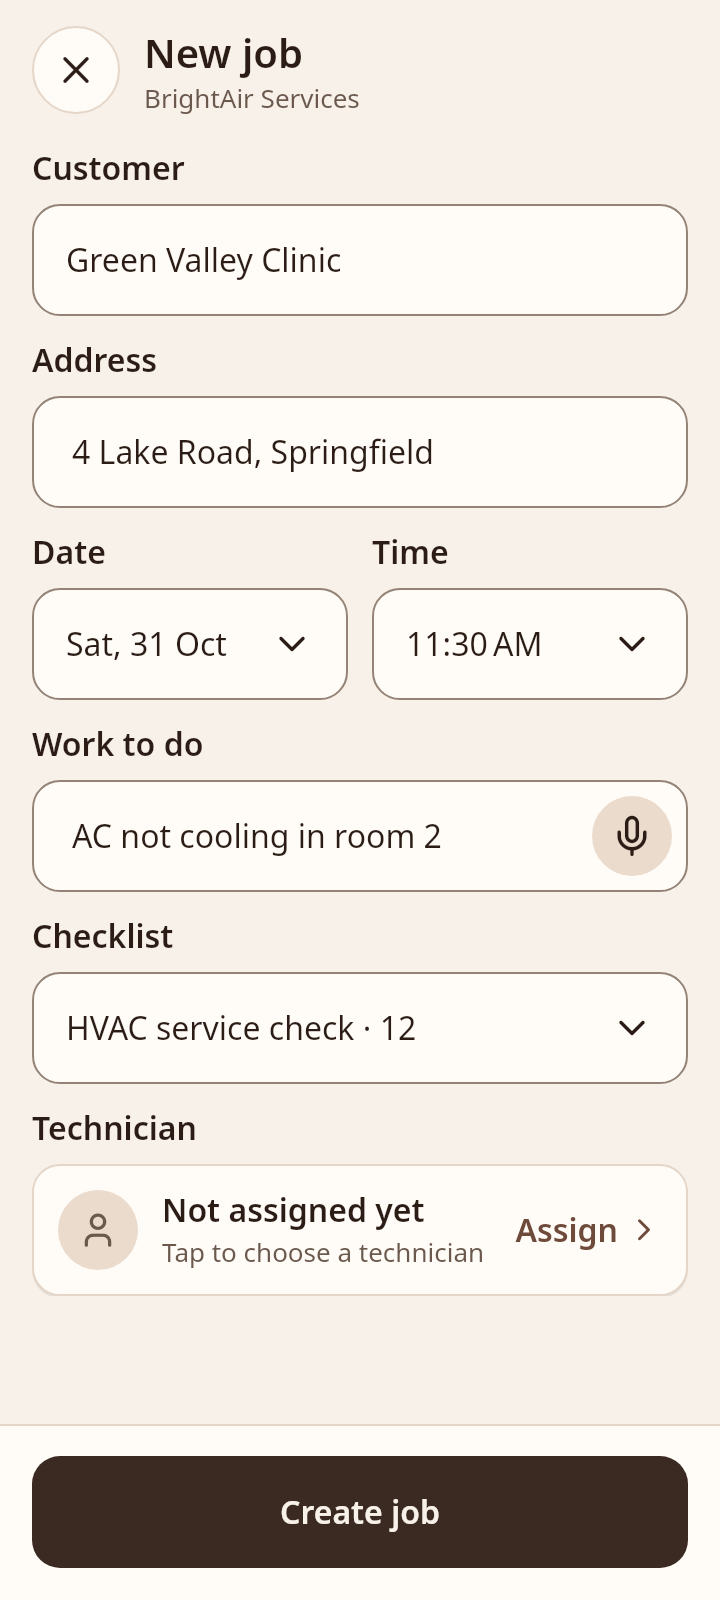 New job
BrightAir Services
Customer
Green Valley Clinic
Address
4 Lake Road, Springfield
Date
Time
Sat, 31 Oct
11:30 AM
Work to do
AC not cooling in room 2
Checklist
HVAC service check · 12
Technician
Not assigned yet
Tap to choose a technician
Assign
Create job